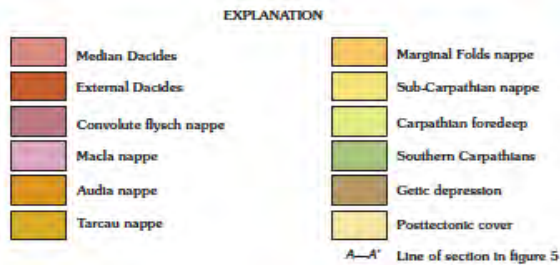 EXPLANATION
Median Dacides
External Dacides
Convolute flysch nappe
Macla nappe
Audia nappe
Tarcau nappe
Marginal Folds nappe
Sub-Carpathian nappe
Carpathian foredeep
Southern Carpathians
Getic depression
Posttectonic cover
A—A' Line of section in figure 5